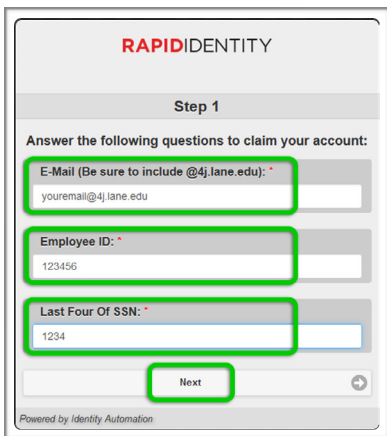 RAPIDIDENTITY
Step 1
Answer the following questions to claim your account:
E-Mail (Be sure to include @4j.lane.edu): *
youremail@4j.lane.edu
Employee ID: *
123456
Last Four Of SSN: *
1234
Next
Powered by Identity Automation